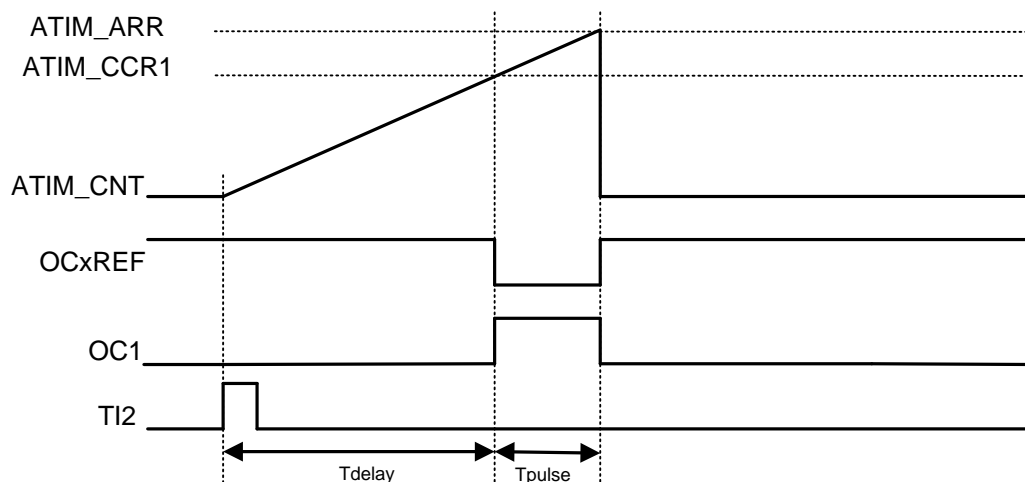 ATIM_ARR
ATIM_CCR1
ATIM_CNT
OCxREF
OC1
TI2
Tdelay
Tpulse